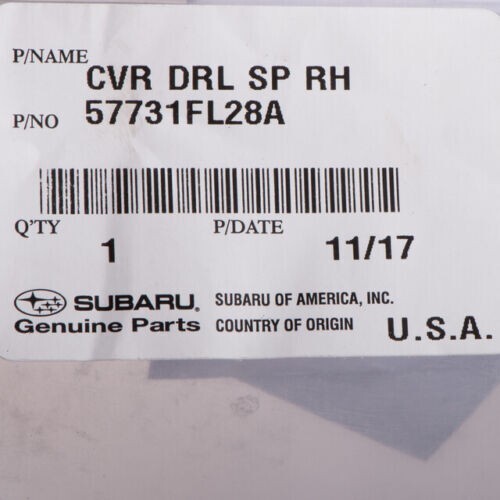 P/NAME CVR DRL SP RH
P/NO 57731FL28A
Q'TY 1 P/DATE 11/17
SUBARU. SUBARU OF AMERICA, INC.
Genuine Parts COUNTRY OF ORIGIN U.S.A.